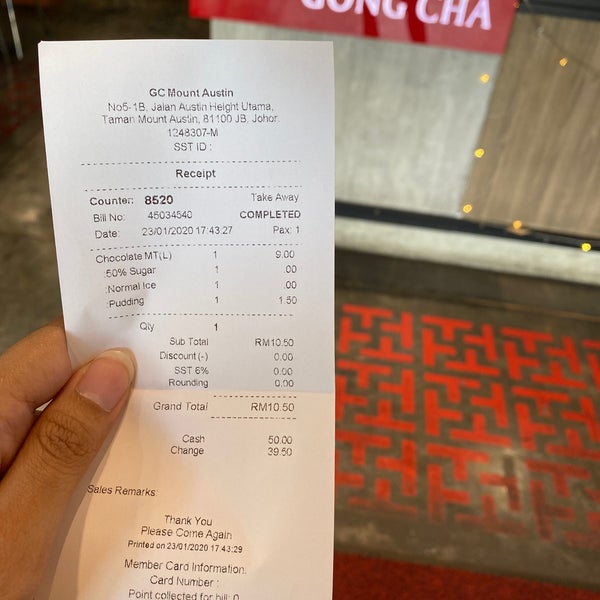 GONG CHA
GC Mount Austin
No5-1B, Jalan Austin Height Utama,
Taman Mount Austin, 81100 JB, Johor.
1248307-M
SST ID :
Receipt
Counter: 8520 Take Away
Bill No: 45034540 COMPLETED
Date: 23/01/2020 17:43:27 Pax: 1
Chocolate MT(L) 1 9.00
:50% Sugar 1 .00
:Normal Ice 1 .00
:Pudding 1 1.50
Qty 1
Sub Total RM10.50
Discount (-) 0.00
SST 6% 0.00
Rounding 0.00
Grand Total RM10.50
Cash 50.00
Change 39.50
Sales Remarks:
Thank You
Please Come Again
Printed on 23/01/2020 17:43:29
Member Card Information.
Card Number :
Point collected for bill: 0